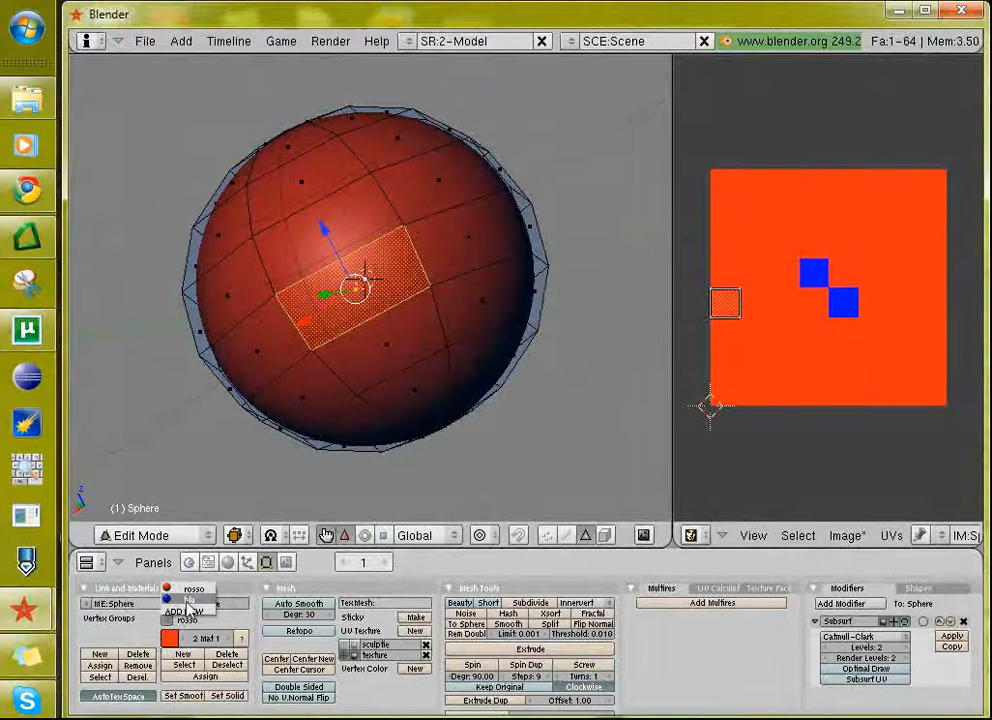 Blender
File Add Timeline Game Render Help SR:2-Model SCE:Scene www.blender.org 249.2 Fa:1-64 | Mem:3.50
(1) Sphere
Edit Mode Global View Select Image* UVs IM:S
Panels 1
Link and Materials Mesh Mesh Tools Multires UV Calculati Texture Face Modifiers Shapes
rosso
ADD NEW
ME:Sphere
Vertex Groups
rosso
2 Mat 1 ?
New Delete New Delete
Assign Remove Select Deselect
Select Desel. Assign
AutoTexSpace Set Smoot Set Solid
Auto Smooth
Degr: 30
Retopo
Center Center New
Center Cursor
Double Sided
No V.Normal Flip
TexMesh:
Sticky Make
UV Texture New
sculptie
texture
Vertex Color New
Beauty Short Subdivide Innervert
Noise Hash Xsort Fractal
To Sphere Smooth Split Flip Normal
Rem Doubl Limit: 0.001 Threshold: 0.010
Extrude
Spin Spin Dup Screw
Degr: 90.00 Steps: 9 Turns: 1
Keep Original Clockwise
Extrude Dup Offset: 1.00
Add Multires
Add Modifier To: Sphere
Subsurf
Catmull-Clark Apply
Levels: 2 Copy
Render Levels: 2
Optimal Draw
Subsurf UV